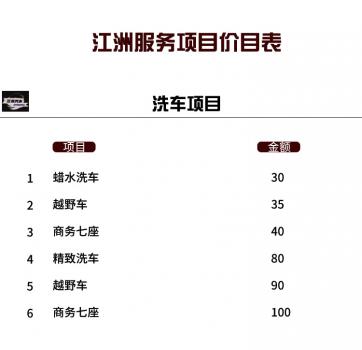 江洲服务项目价目表
洗车项目
项目 金额
1 蜡水洗车 30
2 越野车 35
3 商务七座 40
4 精致洗车 80
5 越野车 90
6 商务七座 100